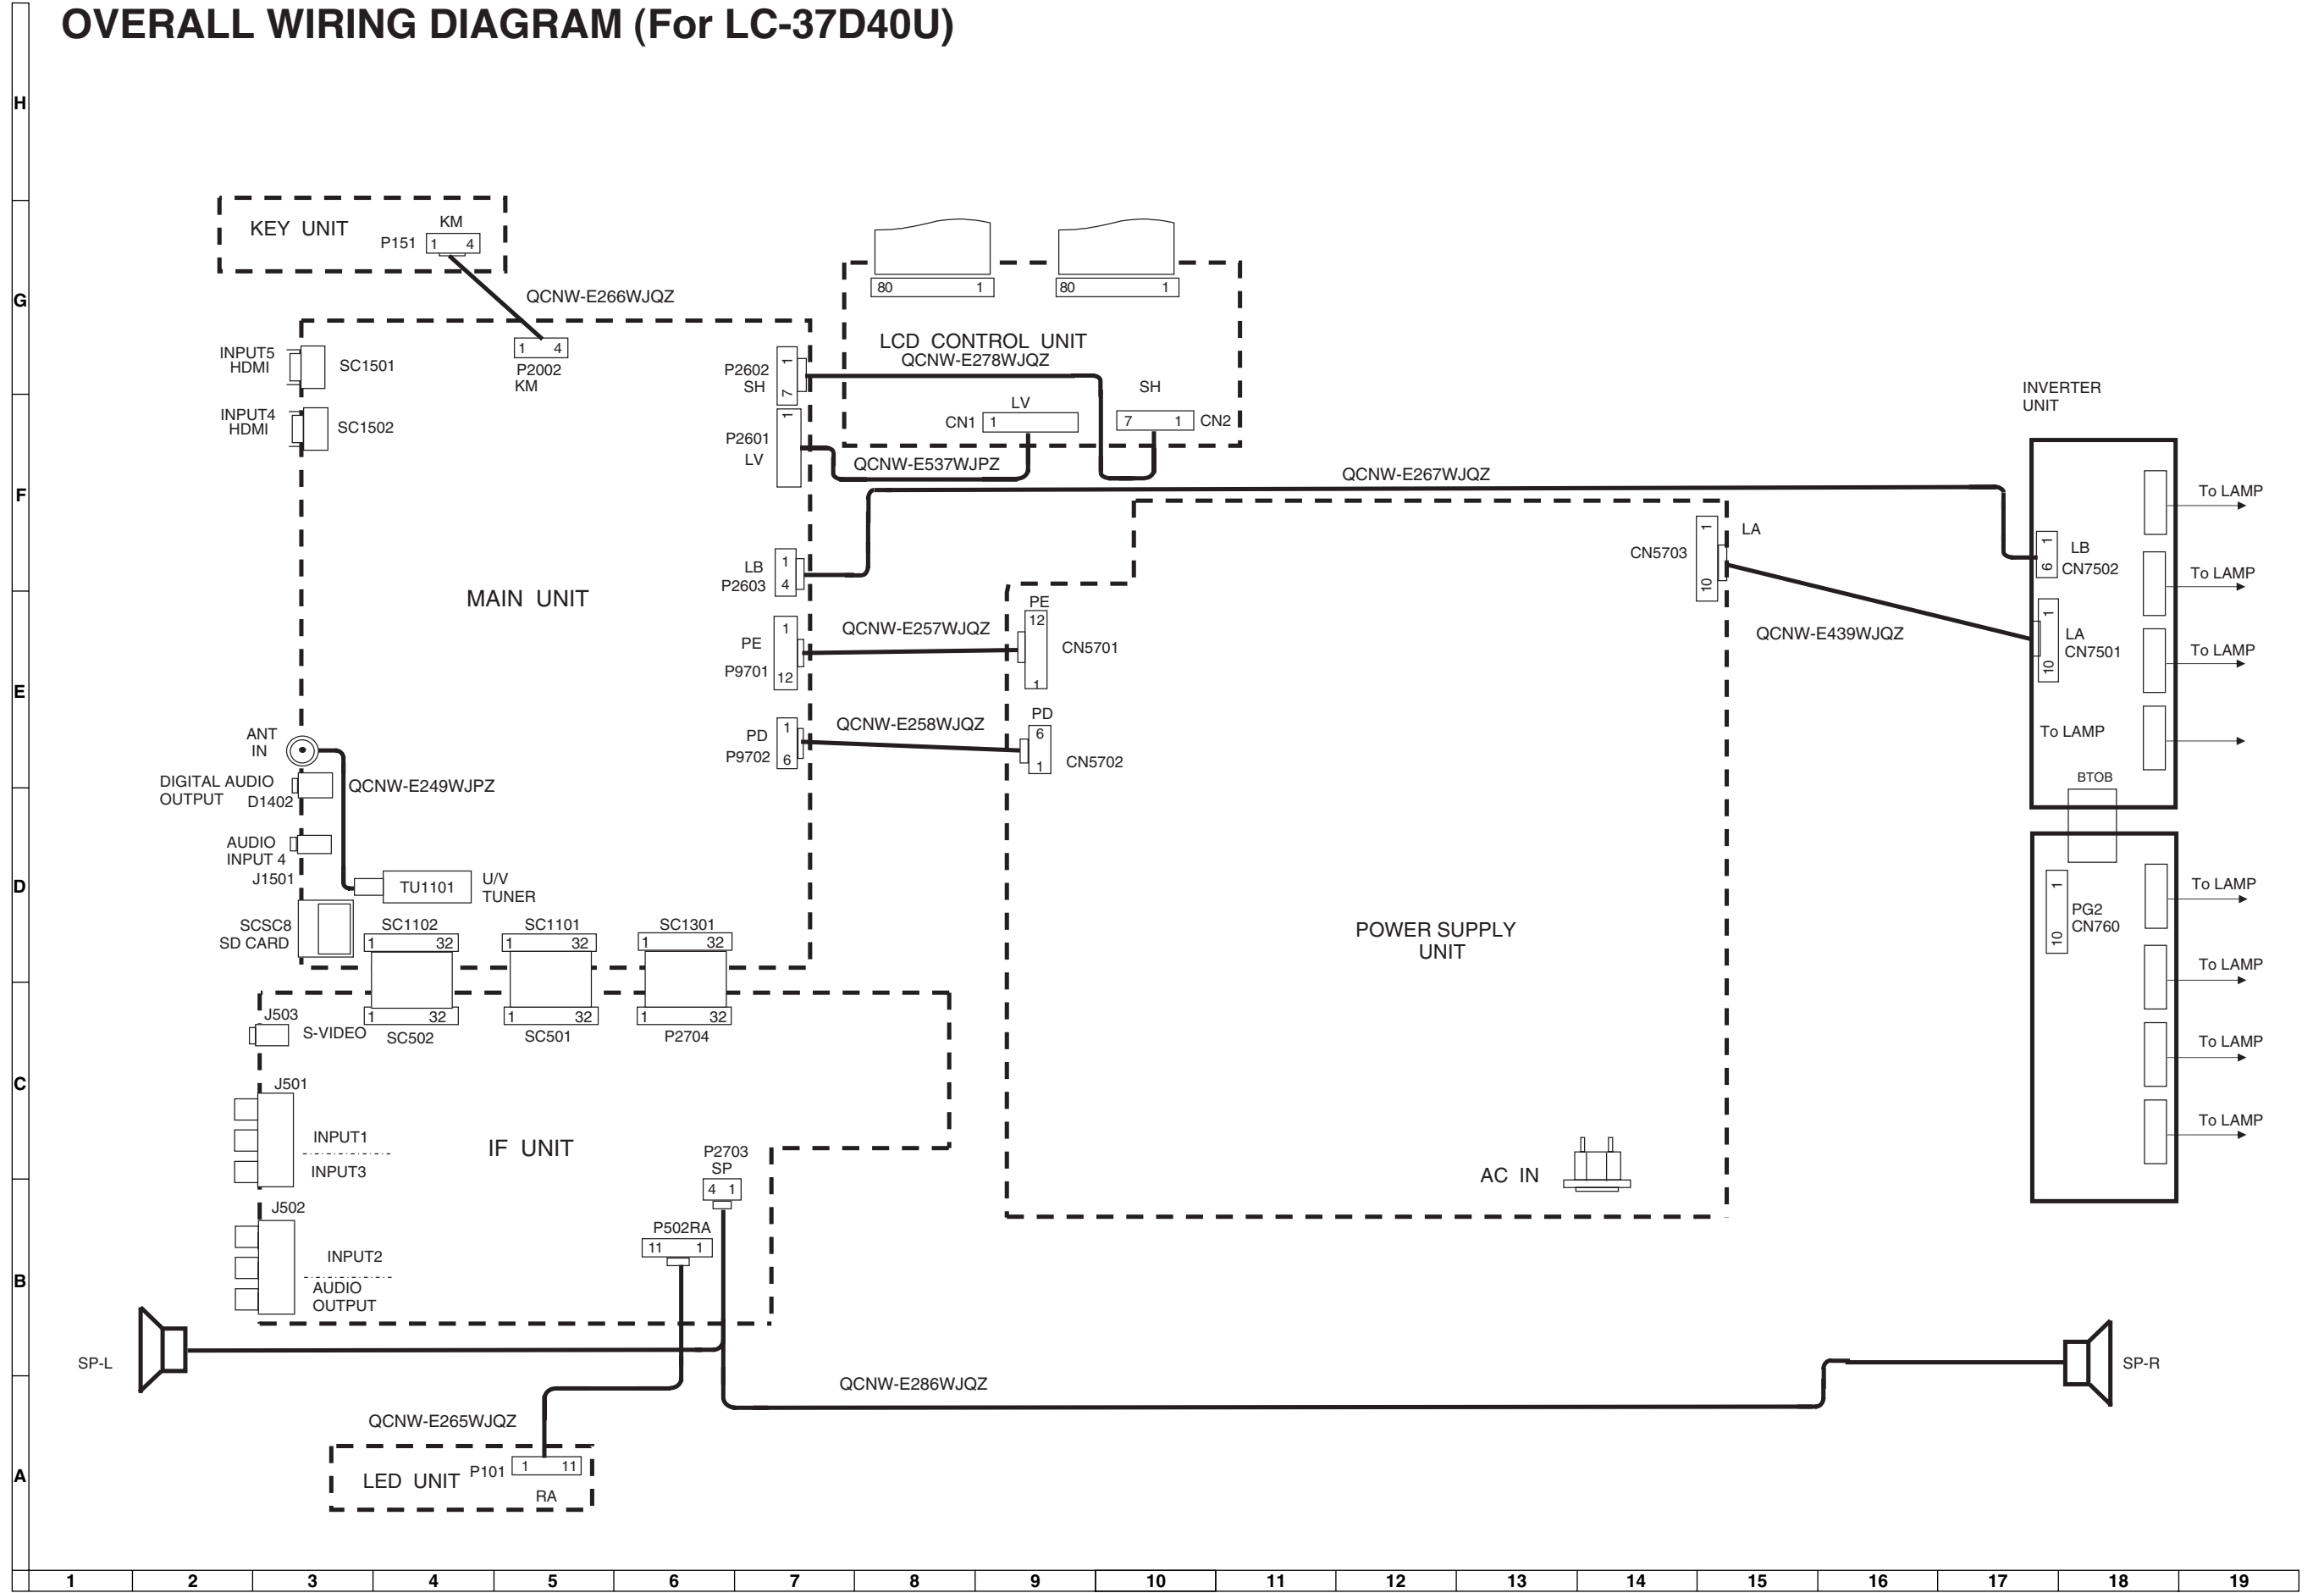 OVERALL WIRING DIAGRAM (For LC-37D40U)
H
G
F
E
D
C
B
A
KEY UNIT
KM
P151
1 4
QCNW-E266WJQZ
1 4
P2002
KM
INPUT5
HDMI
SC1501
INPUT4
HDMI
SC1502
P2602
SH
1
7
P2601
LV
1
80 1
80 1
LCD CONTROL UNIT
QCNW-E278WJQZ
LV
CN1
1
SH
7 1
CN2
QCNW-E537WJPZ
QCNW-E267WJQZ
MAIN UNIT
LB
P2603
1
4
PE
P9701
1
12
QCNW-E257WJQZ
PE
12
1
CN5701
PD
P9702
1
6
QCNW-E258WJQZ
PD
6
1
CN5702
1
10
LA
CN5703
QCNW-E439WJQZ
INVERTER
UNIT
1
6
LB
CN7502
1
10
LA
CN7501
To LAMP
To LAMP
To LAMP
To LAMP
BTOB
1
10
PG2
CN760
To LAMP
To LAMP
To LAMP
To LAMP
ANT
IN
DIGITAL AUDIO
OUTPUT
D1402
QCNW-E249WJPZ
AUDIO
INPUT 4
J1501
TU1101
U/V
TUNER
SCSC8
SD CARD
SC1102
1 32
SC1101
1 32
SC1301
1 32
1 32
SC502
1 32
SC501
1 32
P2704
J503
S-VIDEO
J501
INPUT1
INPUT3
IF UNIT
J502
INPUT2
AUDIO
OUTPUT
P2703
SP
4 1
P502RA
11 1
POWER SUPPLY
UNIT
AC IN
SP-L
SP-R
QCNW-E286WJQZ
QCNW-E265WJQZ
LED UNIT
P101
1 11
RA
1 2 3 4 5 6 7 8 9 10 11 12 13 14 15 16 17 18 19